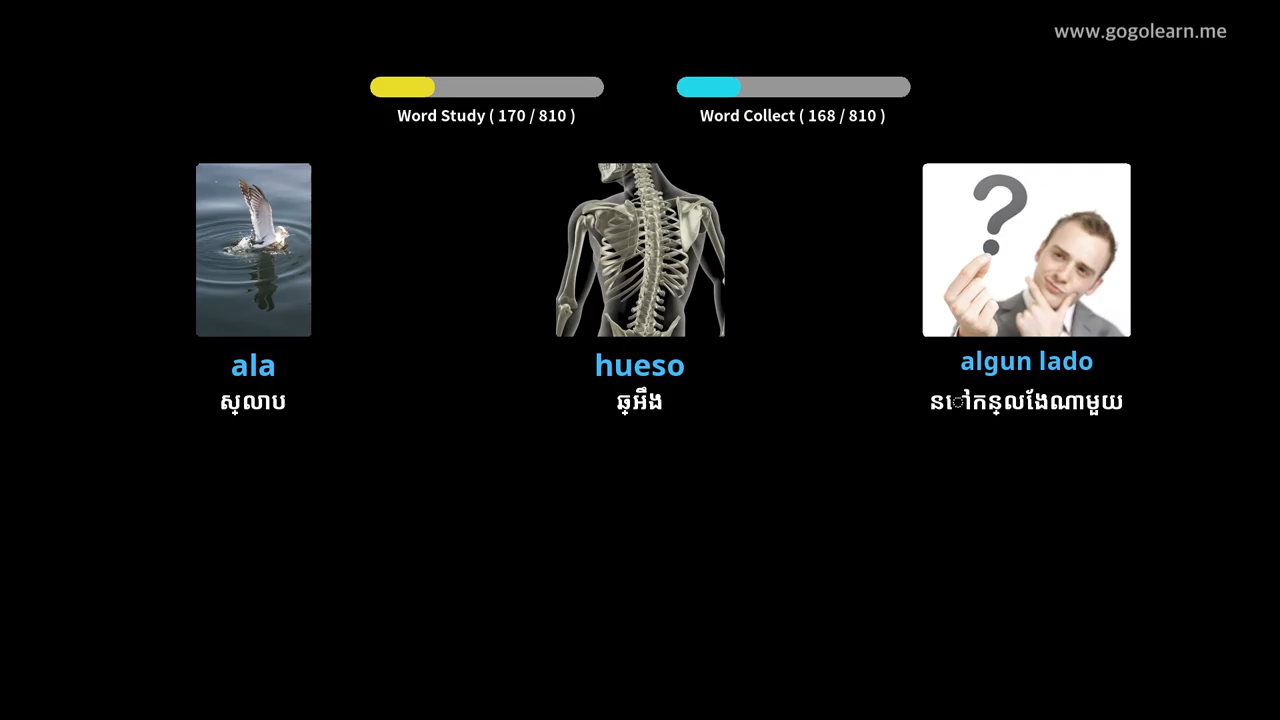 www.gogolearn.me
Word Study ( 170 / 810 )
Word Collect ( 168 / 810 )
ala
ស្លាប
hueso
ឆ្អឹង
algun lado
នៅកន្លងែណាមួយ